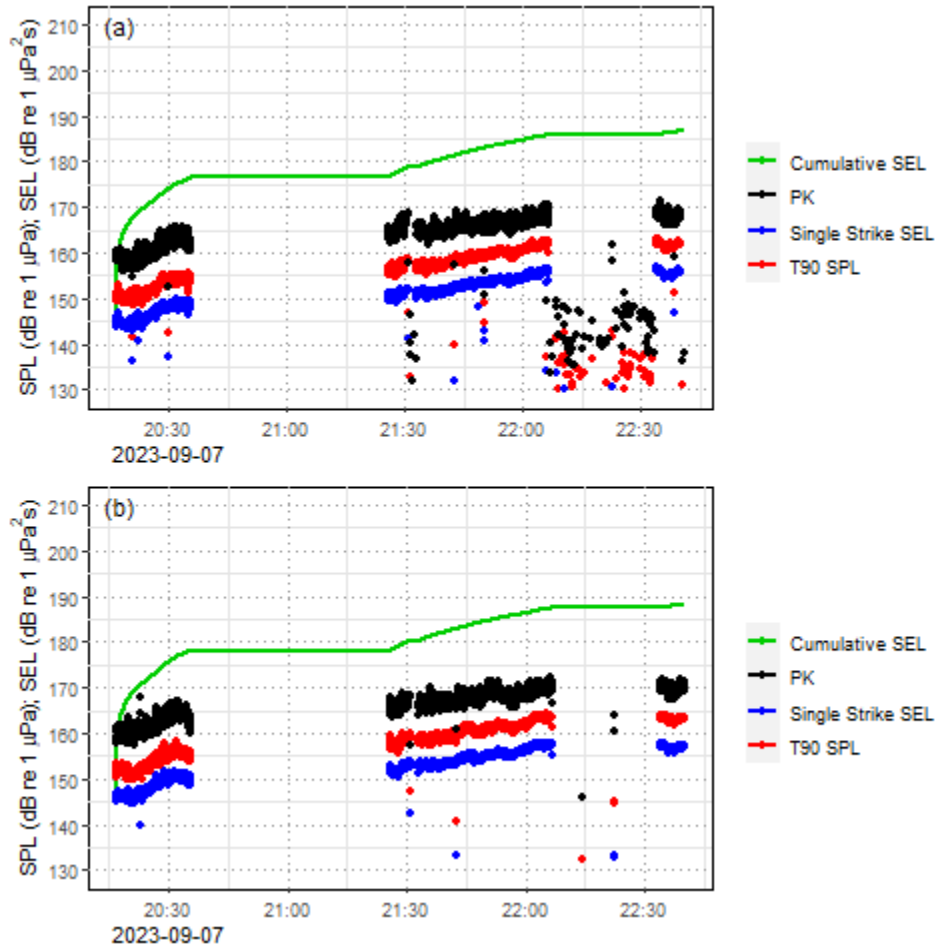 (a)
SPL (dB re 1 µPa); SEL (dB re 1 µPa²s)
210
200
190
180
170
160
150
140
130
20:30 21:00 21:30 22:00 22:30
2023-09-07
Cumulative SEL
PK
Single Strike SEL
T90 SPL
(b)
SPL (dB re 1 µPa); SEL (dB re 1 µPa²s)
210
200
190
180
170
160
150
140
130
20:30 21:00 21:30 22:00 22:30
2023-09-07
Cumulative SEL
PK
Single Strike SEL
T90 SPL